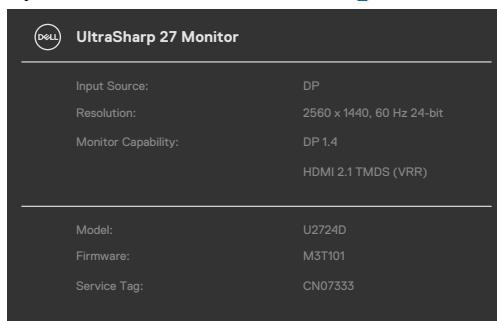 DELL UltraSharp 27 Monitor
Input Source: DP
Resolution: 2560 x 1440, 60 Hz 24-bit
Monitor Capability: DP 1.4
HDMI 2.1 TMDS (VRR)
Model: U2724D
Firmware: M3T101
Service Tag: CN07333